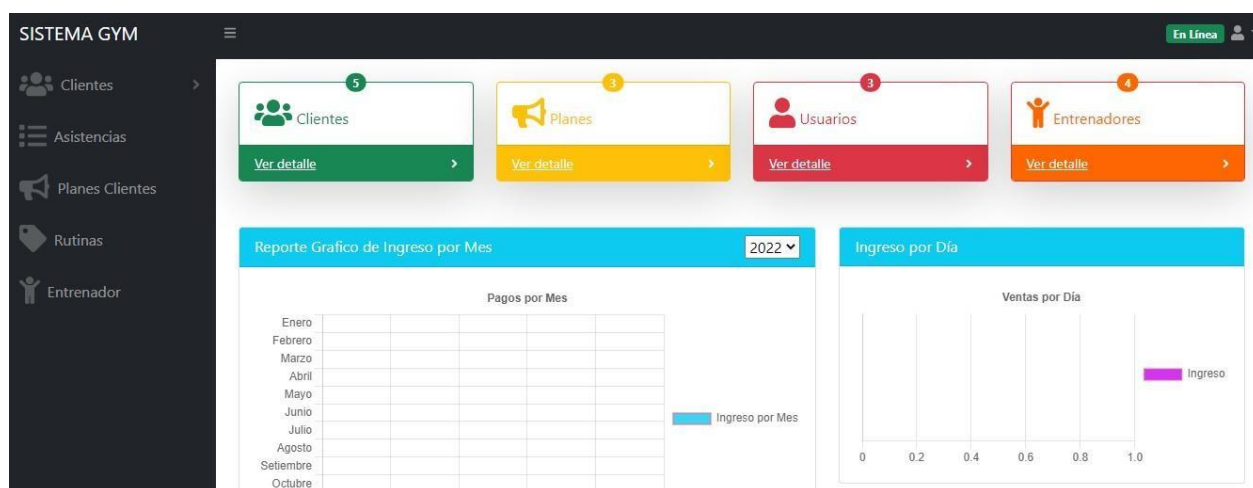 SISTEMA GYM
En Línea
Clientes
Asistencias
Planes Clientes
Rutinas
Entrenador
5
Clientes
Ver detalle
3
Planes
Ver detalle
3
Usuarios
Ver detalle
4
Entrenadores
Ver detalle
Reporte Grafico de Ingreso por Mes
2022
Pagos por Mes
Enero
Febrero
Marzo
Abril
Mayo
Junio
Julio
Agosto
Setiembre
Octubre
Ingreso por Mes
Ingreso por Día
Ventas por Día
Ingreso
0 0.2 0.4 0.6 0.8 1.0